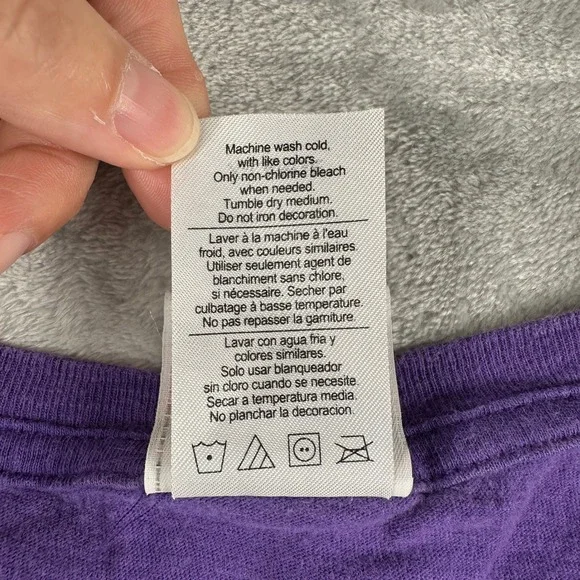 Machine wash cold,
with like colors.
Only non-chlorine bleach
when needed.
Tumble dry medium.
Do not iron decoration.
Laver à la machine à l'eau
froid, avec couleurs similaires.
Utiliser seulement agent de
blanchiment sans chlore,
si nécessaire. Secher par
culbatage à basse temperature.
No pas repasser la garniture.
Lavar con agua fria y
colores similares.
Solo usar blanqueador
sin cloro cuando se necesite.
Secar a temperatura media.
No planchar la decoracion.